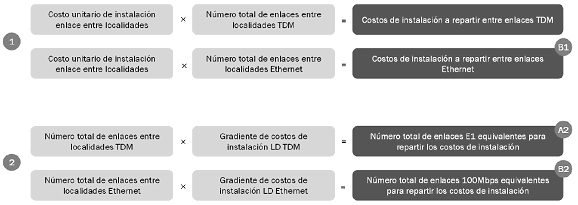 Costo unitario de instalación
enlace entre localidades
×
Número total de enlaces entre
localidades TDM
=
Costos de instalación a repartir entre enlaces TDM
1
Costo unitario de instalación
enlace entre localidades
×
Número total de enlaces entre
localidades Ethernet
=
Costos de instalación a repartir entre enlaces
Ethernet
B1
Número total de enlaces entre
localidades TDM
×
Gradiente de costos de
instalación LD TDM
=
Número total de enlaces E1 equivalentes para
repartir los costos de instalación
A2
2
Número total de enlaces entre
localidades Ethernet
×
Gradiente de costos de
instalación LD Ethernet
=
Número total de enlaces 100Mbps equivalentes
para repartir los costos de instalación
B2